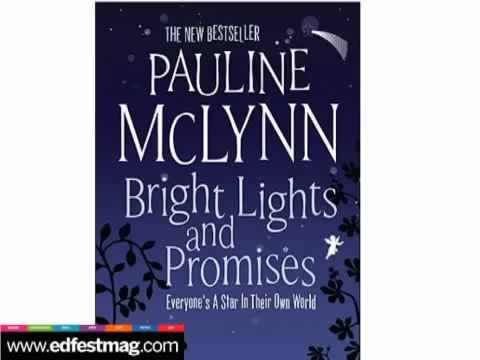 THE NEW BESTSELLER
PAULINE
MCLYNN
Bright Lights
and
Promises
Everyone's A Star In Their Own World
www.edfestmag.com